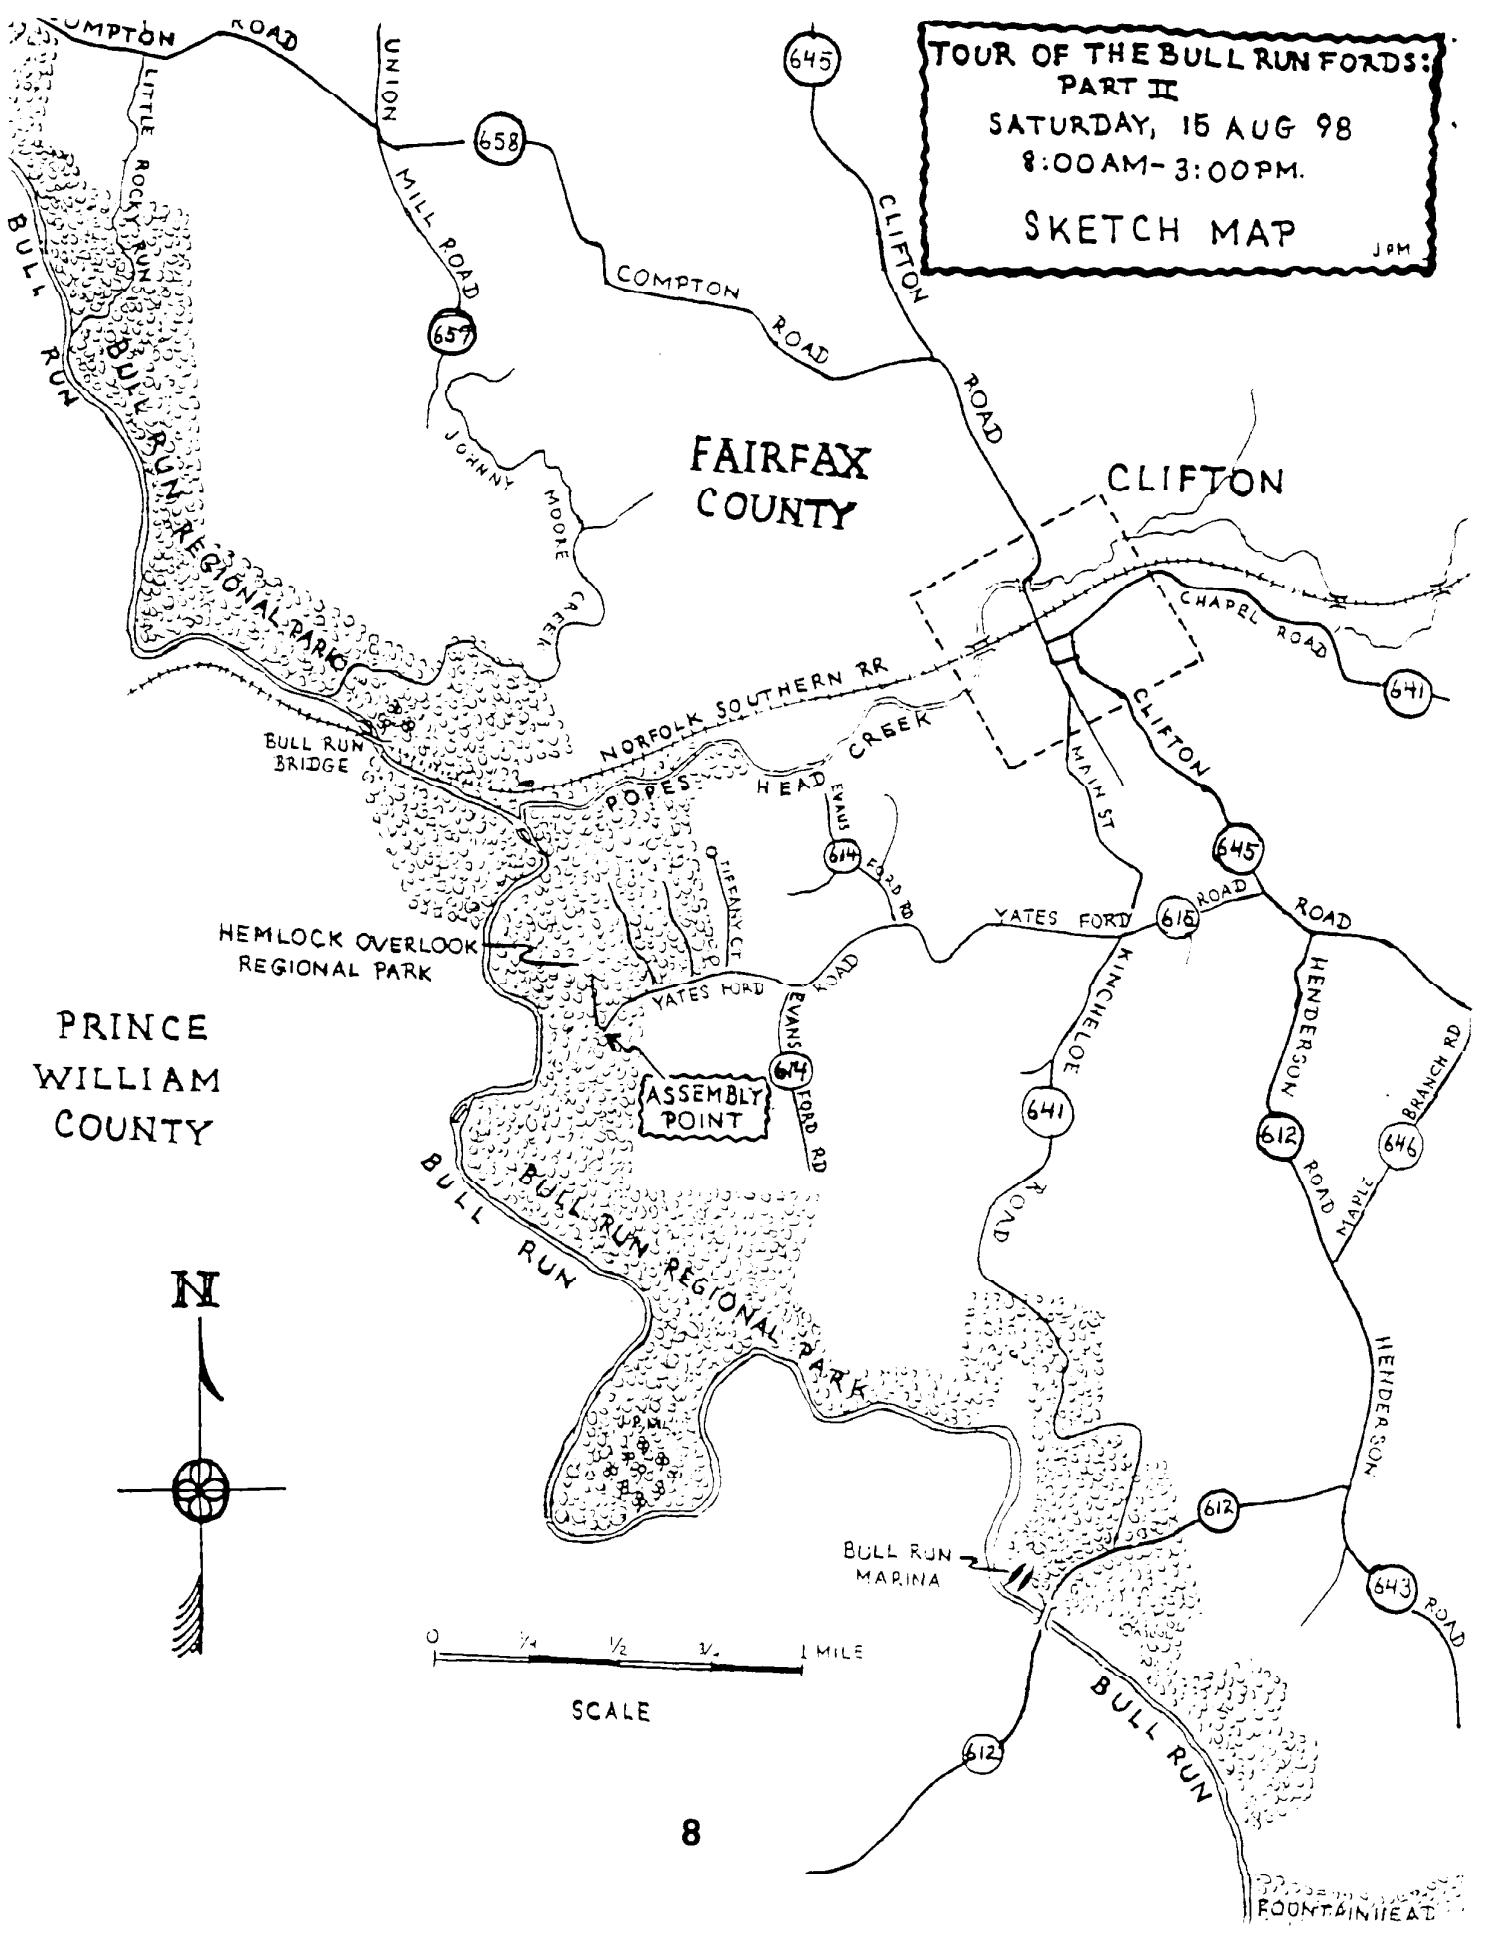 TOUR OF THE BULL RUN FORDS:
PART II
SATURDAY, 15 AUG 98
8:00AM-3:00PM.
SKETCH MAP
JPM
OMPTON ROAD
UNION
MILL ROAD
657
658
COMPTON
ROAD
645
CLIFTON
ROAD
LITTLE ROCKY RUN
BULL
RUN
BULL RUN REGIONAL PARK
JOHNNY
MOORE
CREEK
FAIRFAX
COUNTY
CLIFTON
CHAPEL ROAD
641
NORFOLK SOUTHERN RR
POPES HEAD CREEK
BULL RUN
BRIDGE
MAIN ST
CLIFTON
645
ROAD
EVANS
614
FORD RD
TIFFANY CT
YATES FORD
615
ROAD
HEMLOCK OVERLOOK
REGIONAL PARK
YATES FORD
ROAD
EVANS
614
FORD RD
ASSEMBLY
POINT
KINCHELOE
641
ROAD
HENDERSON
612
ROAD
MAPLE
646
BRANCH RD
PRINCE
WILLIAM
COUNTY
BULL
RUN
BULL RUN REGIONAL PARK
N
J.P.M.
HENDERSON
612
643
ROAD
BULL RUN
MARINA
0 1/4 1/2 3/4 1 MILE
SCALE
612
BULL RUN
8
FOUNTAINHEAD